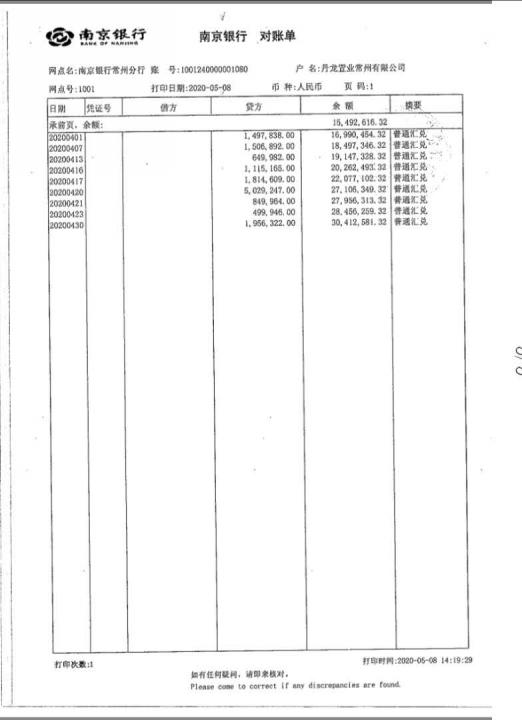 南京银行
BANK OF NANJING
南京银行 对账单
网点名:南京银行常州分行 账 号:1001240000001080 户 名:丹龙置业常州有限公司
网点号:1001 打印日期:2020-05-08 币 种:人民币 页 码:1
日期 凭证号 借方 贷方 余 额 摘要
承前页，余额: 15,492,616.32
20200401 1,497,838.00 16,990,454.32 普通汇兑
20200407 1,506,892.00 18,497,346.32 普通汇兑
20200413 649,982.00 19,147,328.32 普通汇兑
20200416 1,115,165.00 20,262,493.32 普通汇兑
20200417 1,814,609.00 22,077,102.32 普通汇兑
20200420 5,029,247.00 27,106,349.32 普通汇兑
20200421 849,964.00 27,956,313.32 普通汇兑
20200423 499,946.00 28,456,259.32 普通汇兑
20200430 1,956,322.00 30,412,581.32 普通汇兑
打印次数:1 打印时间:2020-05-08 14:19:29
如有任何疑问，请即来核对。
Please come to correct if any discrepancies are found.